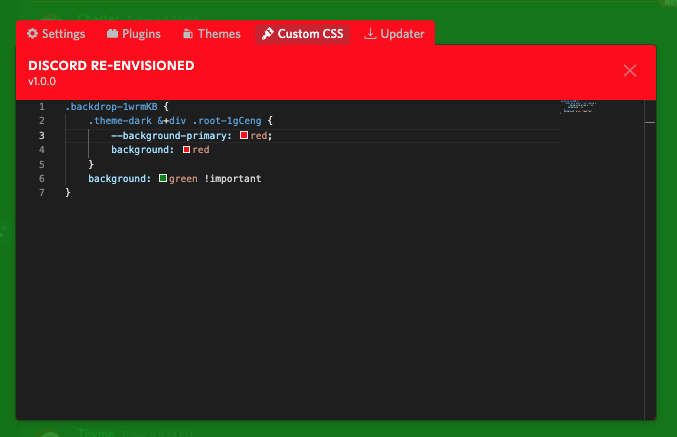 Settings Plugins Themes Custom CSS Updater
DISCORD RE-ENVISIONED
v1.0.0
1 .backdrop-1wrmKB {
2 .theme-dark &+div .root-1gCeng {
3 --background-primary: red;
4 background: red
5 }
6 background: green !important
7 }
Thyme